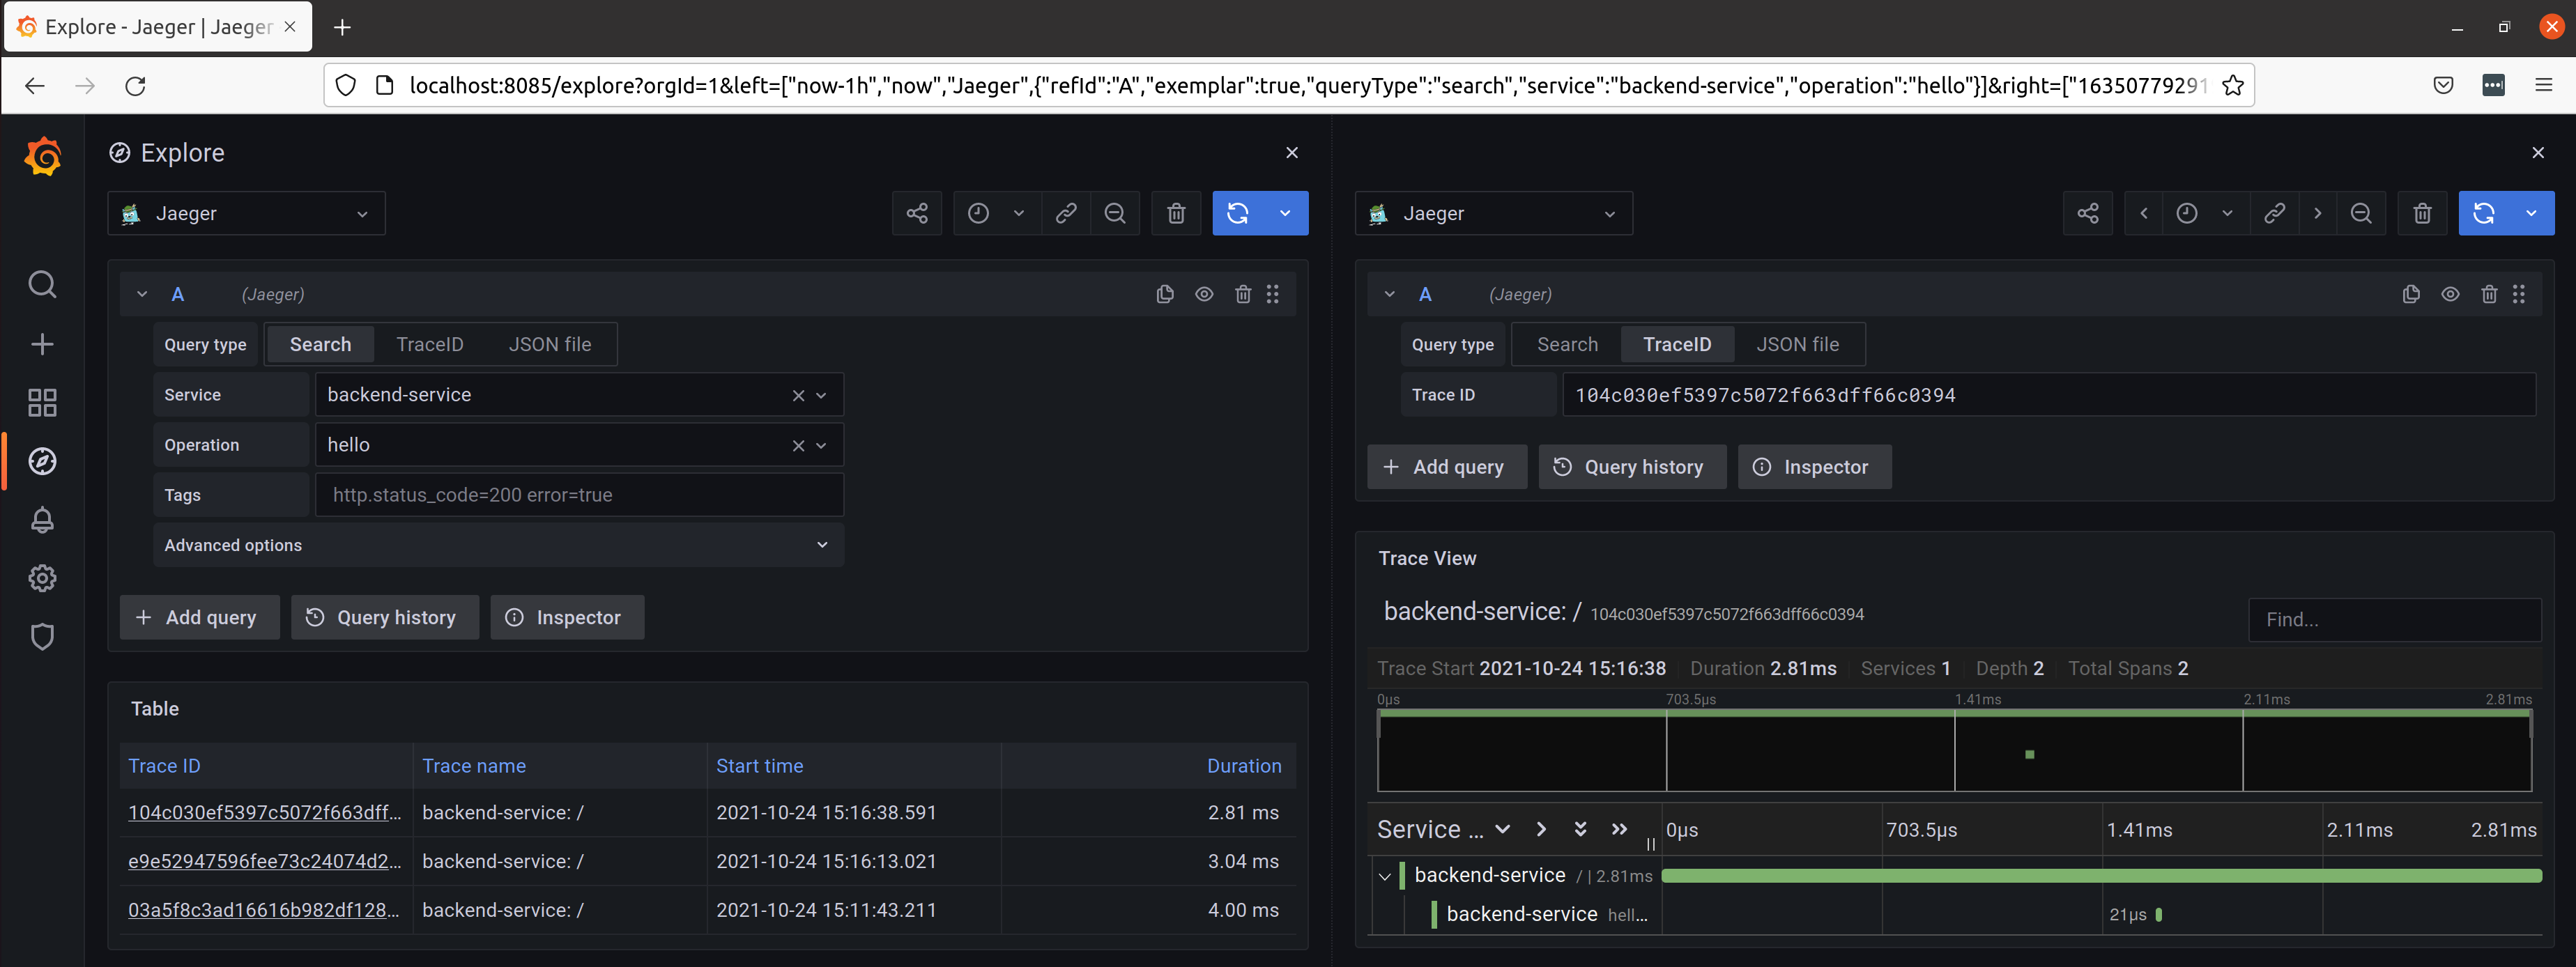 Explore - Jaeger | Jaeger
localhost:8085/explore?orgId=1&left=["now-1h","now","Jaeger",{"refId":"A","exemplar":true,"queryType":"search","service":"backend-service","operation":"hello"}]&right=["16350779291
Explore
Jaeger
A (Jaeger)
Query type Search TraceID JSON file
Service backend-service
Operation hello
Tags http.status_code=200 error=true
Advanced options
+ Add query Query history Inspector
Table
Trace ID Trace name Start time Duration
104c030ef5397c5072f663dff... backend-service: / 2021-10-24 15:16:38.591 2.81 ms
e9e52947596fee73c24074d2... backend-service: / 2021-10-24 15:16:13.021 3.04 ms
03a5f8c3ad16616b982df128... backend-service: / 2021-10-24 15:11:43.211 4.00 ms
Jaeger
A (Jaeger)
Query type Search TraceID JSON file
Trace ID 104c030ef5397c5072f663dff66c0394
+ Add query Query history Inspector
Trace View
backend-service: / 104c030ef5397c5072f663dff66c0394
Find...
Trace Start 2021-10-24 15:16:38 Duration 2.81ms Services 1 Depth 2 Total Spans 2
0μs 703.5μs 1.41ms 2.11ms 2.81ms
Service ... 0μs 703.5μs 1.41ms 2.11ms 2.81ms
backend-service / | 2.81ms
backend-service hell... 21μs